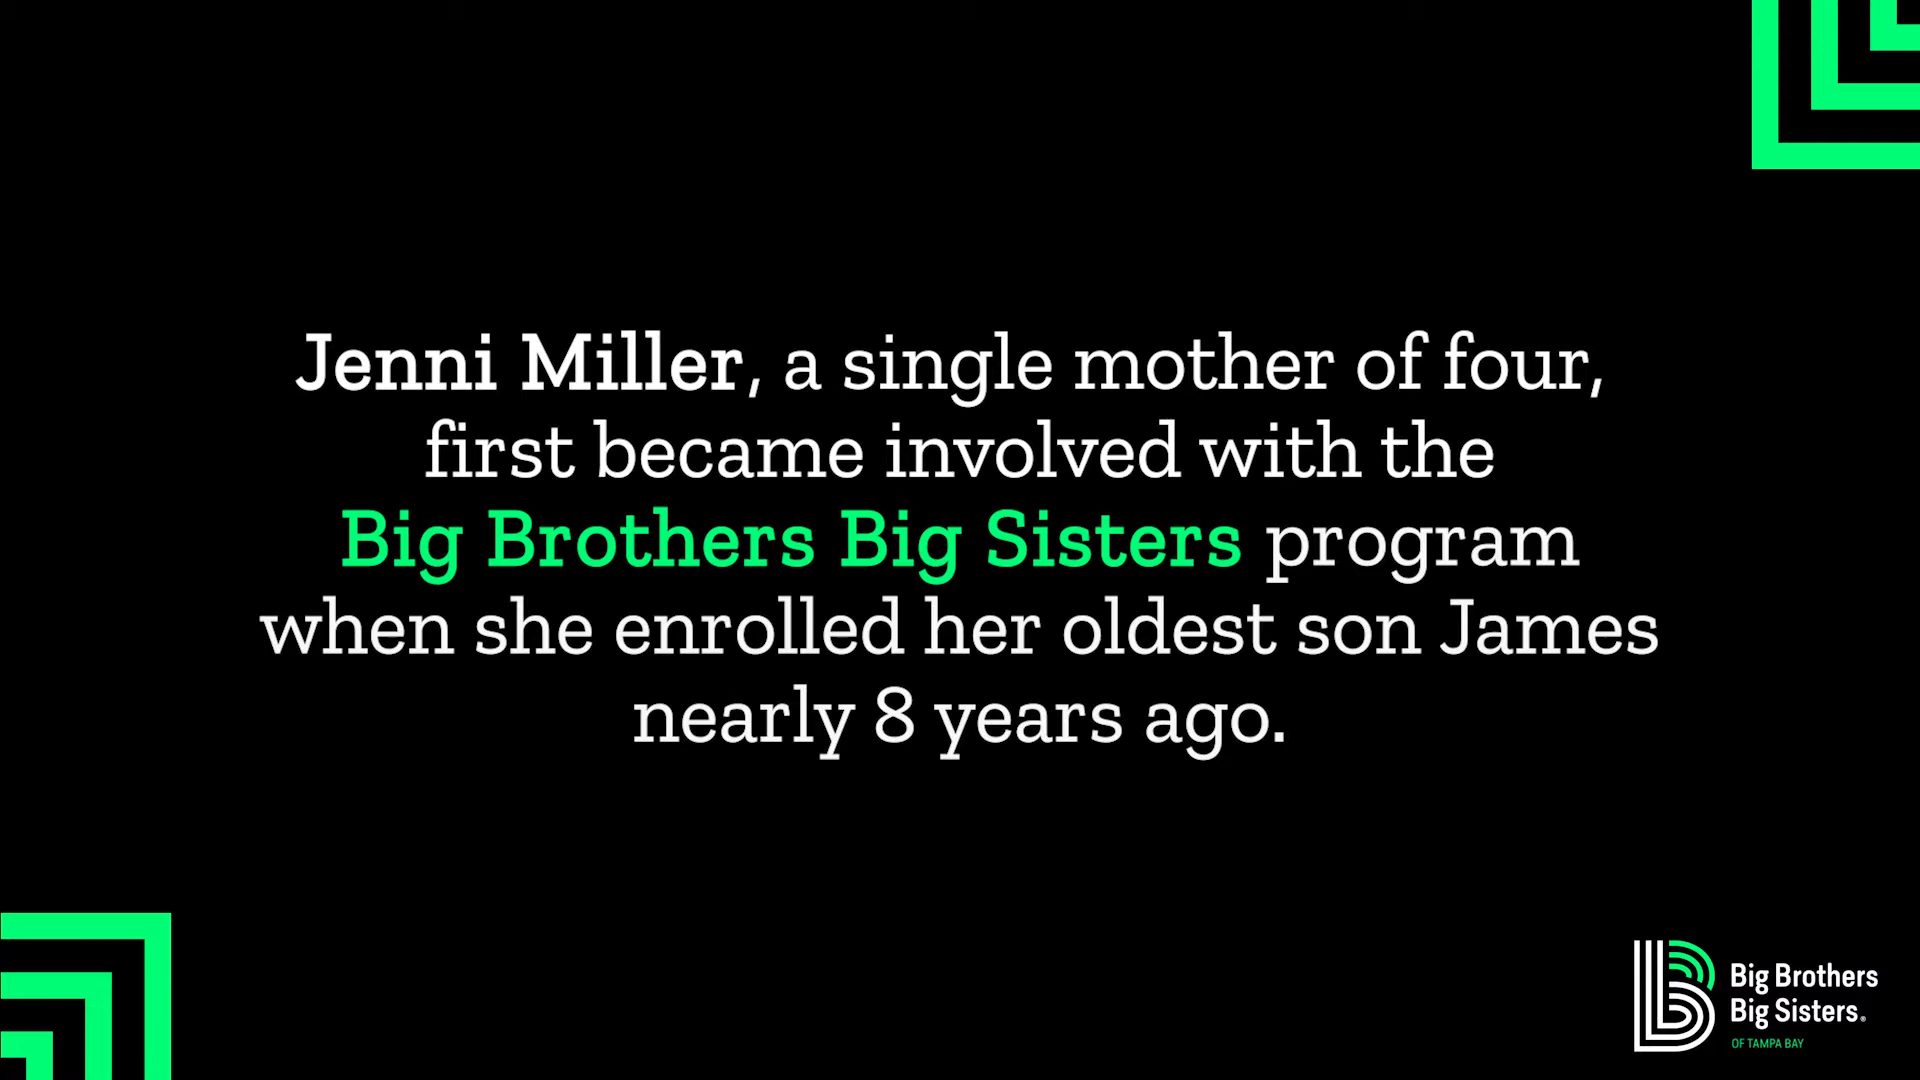 Jenni Miller, a single mother of four,
first became involved with the
Big Brothers Big Sisters program
when she enrolled her oldest son James
nearly 8 years ago.
Big Brothers
Big Sisters®
OF TAMPA BAY